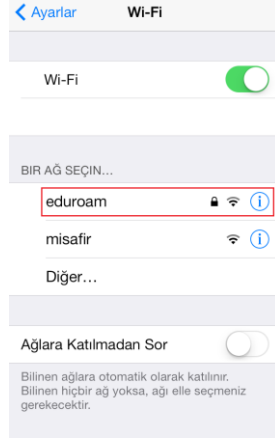 Ayarlar Wi-Fi
Wi-Fi
BIR AĞ SEÇIN...
eduroam
misafir
Diğer...
Ağlara Katılmadan Sor
Bilinen ağlara otomatik olarak katılınır.
Bilinen hiçbir ağ yoksa, ağı elle seçmeniz
gerekecektir.